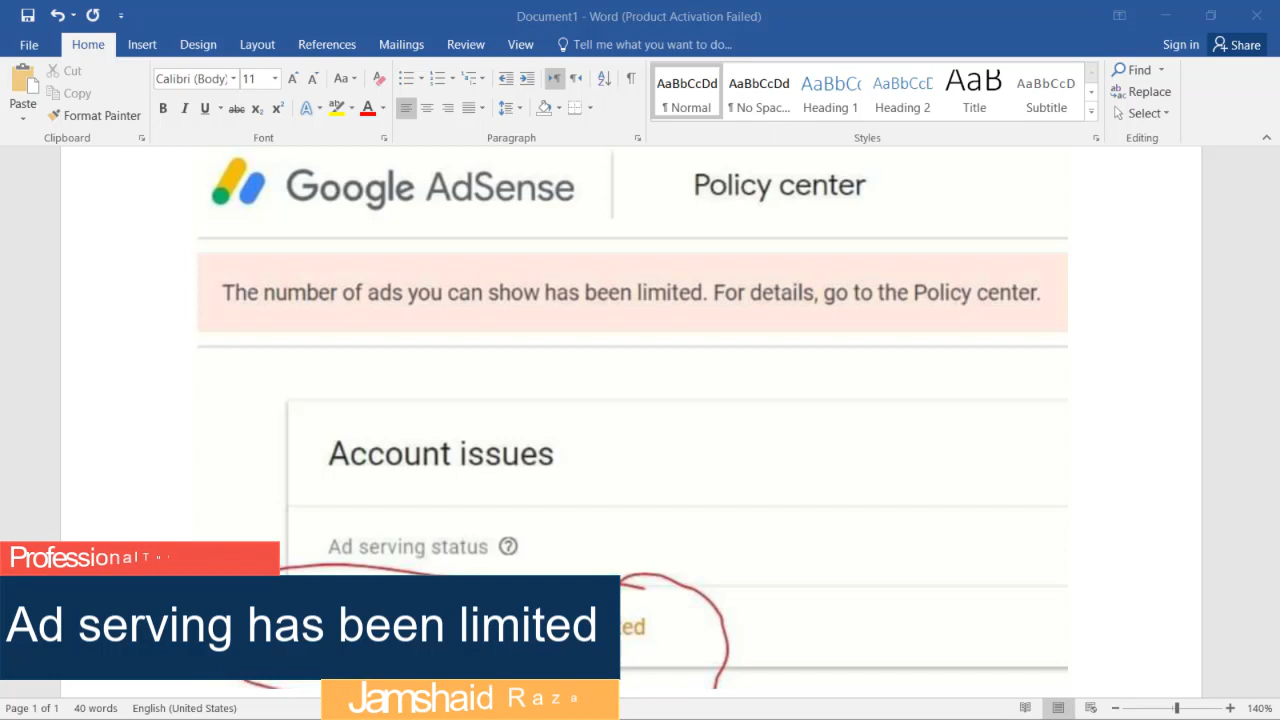 Document1 - Word (Product Activation Failed)
File Home Insert Design Layout References Mailings Review View Tell me what you want to do... Sign in Share
Paste
Cut
Copy
Format Painter
Clipboard
Calibri (Body) 11
Font
Paragraph
AaBbCcDd AaBbCcDd AaBbCc AaBbCcD AaB AaBbCcD
¶ Normal ¶ No Spac... Heading 1 Heading 2 Title Subtitle
Styles
Find
Replace
Select
Editing
Google AdSense Policy center
The number of ads you can show has been limited. For details, go to the Policy center.
Account issues
Ad serving status
Professional
Ad serving has been limited
Jamshaid Raza
Page 1 of 1 40 words English (United States) 140%